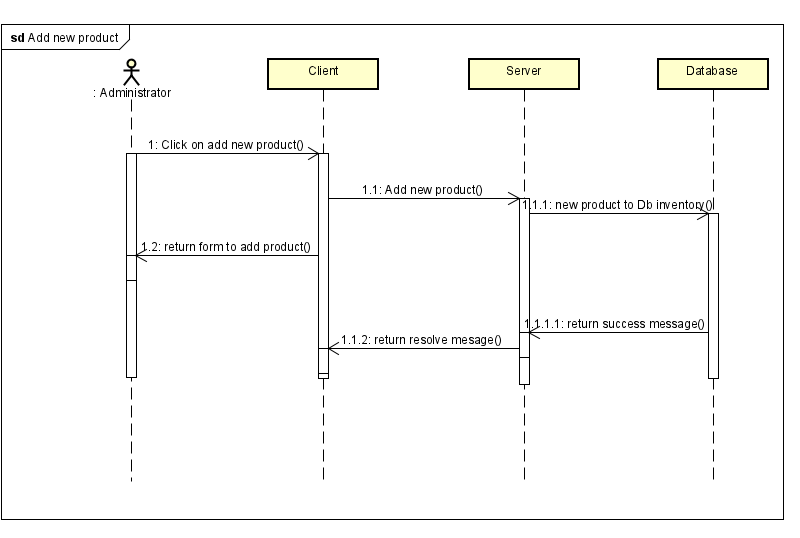 sd Add new product
Client
Server
Database
: Administrator
1: Click on add new product()
1.1: Add new product()
1.1.1: new product to Db inventory()
1.2: return form to add product()
1.1.1.1: return success message()
1.1.2: return resolve mesage()